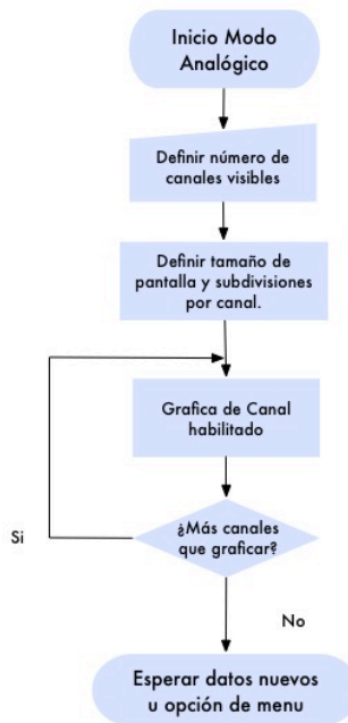 Inicio Modo
Analógico
Definir número de
canales visibles
Definir tamaño de
pantalla y subdivisiones
por canal.
Grafica de Canal
habilitado
¿Más canales
que graficar?
Si
No
Esperar datos nuevos
u opción de menu